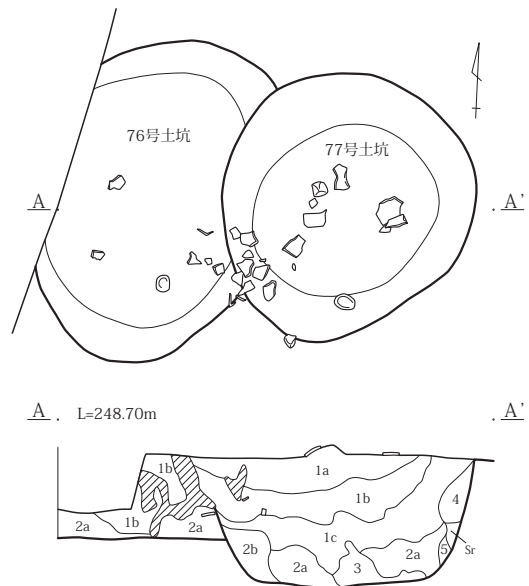 76号土坑
77号土坑
A . . A'
A . L=248.70m . A'
1b 1a
1b
2a 1b 2a 1c 4
2b 2a 3 2a 5 Sr